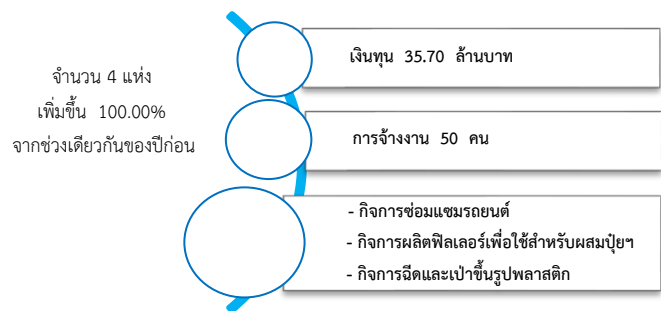 จำนวน 4 แห่ง
เพิ่มขึ้น 100.00%
จากช่วงเดียวกันของปีก่อน
เงินทุน 35.70 ล้านบาท
การจ้างงาน 50 คน
- กิจการซ่อมแซมรถยนต์
- กิจการผลิตฟิลเลอร์เพื่อใช้สำหรับผสมปุ๋ยฯ
- กิจการฉีดและเป่าขึ้นรูปพลาสติก